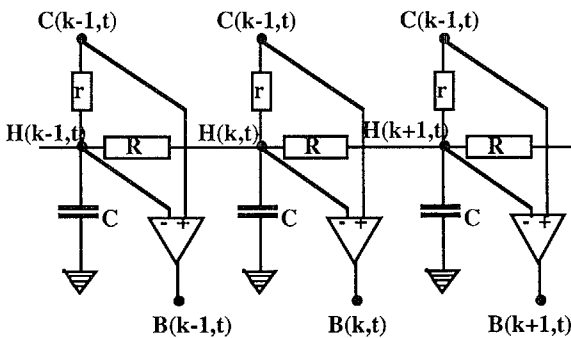 C(k-1,t) C(k-1,t) C(k-1,t)
r r r
H(k-1,t) R H(k,t) R H(k+1,t) R
C - + C - + C - +
B(k-1,t) B(k,t) B(k+1,t)